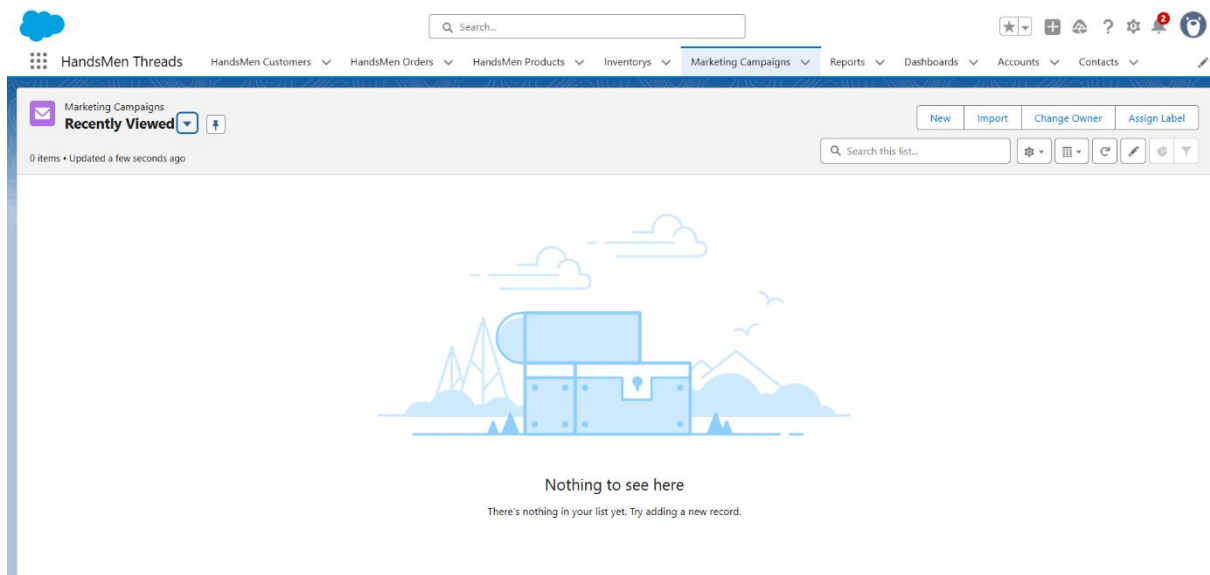 Search...
2
HandsMen Threads HandsMen Customers HandsMen Orders HandsMen Products Inventorys Marketing Campaigns Reports Dashboards Accounts Contacts
Marketing Campaigns
Recently Viewed
New Import Change Owner Assign Label
0 items • Updated a few seconds ago
Search this list...
Nothing to see here
There's nothing in your list yet. Try adding a new record.